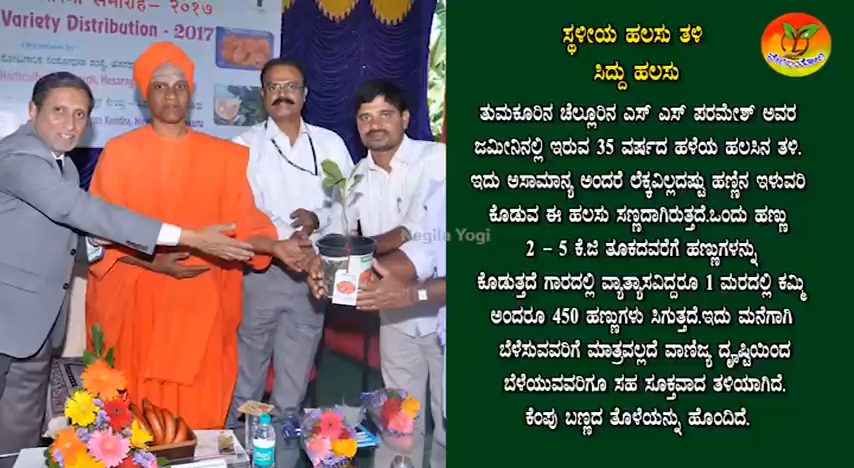 समारोह – २०१७
Variety Distribution - 2017
Negila Yogi
ಸ್ಥಳೀಯ ಹಲಸು ತಳಿ
ಸಿದ್ದು ಹಲಸು
ತುಮಕೂರಿನ ಚೆಲ್ಲೂರಿನ ಎಸ್ ಎಸ್ ಪರಮೇಶ್ ಅವರ
ಜಮೀನಿನಲ್ಲಿ ಇರುವ 35 ವರ್ಷದ ಹಳೆಯ ಹಲಸಿನ ತಳಿ.
ಇದು ಅಸಾಮಾನ್ಯ ಅಂದರೆ ಲೆಕ್ಕವಿಲ್ಲದಷ್ಟು ಹಣ್ಣಿನ ಇಳುವರಿ
ಕೊಡುವ ಈ ಹಲಸು ಸಣ್ಣದಾಗಿರುತ್ತದೆ.ಒಂದು ಹಣ್ಣು
2 – 5 ಕೆ.ಜಿ ತೂಕದವರೆಗೆ ಹಣ್ಣುಗಳನ್ನು
ಕೊಡುತ್ತದೆ ಗಾರದಲ್ಲಿ ವ್ಯಾತ್ಯಾಸವಿದ್ದರೂ 1 ಮರದಲ್ಲಿ ಕಮ್ಮಿ
ಅಂದರೂ 450 ಹಣ್ಣುಗಳು ಸಿಗುತ್ತದೆ.ಇದು ಮನೆಗಾಗಿ
ಬೆಳೆಸುವವರಿಗೆ ಮಾತ್ರವಲ್ಲದೆ ವಾಣಿಜ್ಯ ದೃಷ್ಟಿಯಿಂದ
ಬೆಳೆಯುವವರಿಗೂ ಸಹ ಸೂಕ್ತವಾದ ತಳಿಯಾಗಿದೆ.
ಕೆಂಪು ಬಣ್ಣದ ತೊಳೆಯನ್ನು ಹೊಂದಿದೆ.